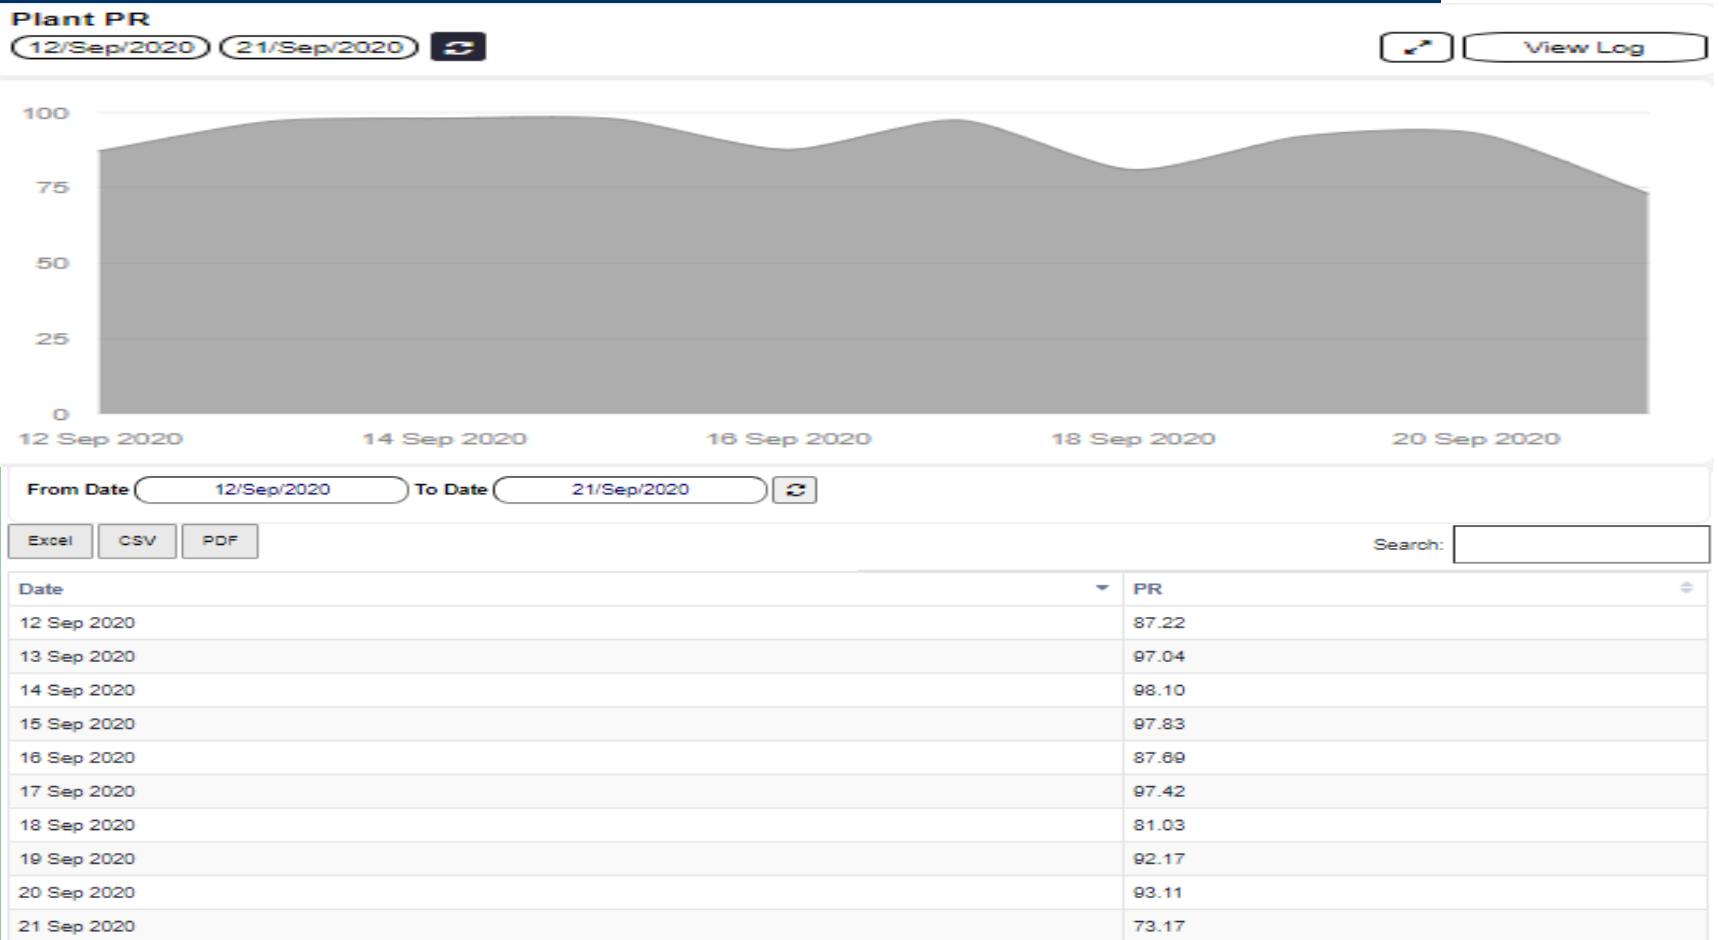 Plant PR
12/Sep/2020 21/Sep/2020 View Log
100
75
50
25
0
12 Sep 2020 14 Sep 2020 16 Sep 2020 18 Sep 2020 20 Sep 2020
From Date 12/Sep/2020 To Date 21/Sep/2020
Excel CSV PDF Search:
Date PR
12 Sep 2020 87.22
13 Sep 2020 97.04
14 Sep 2020 98.10
15 Sep 2020 97.83
16 Sep 2020 87.69
17 Sep 2020 97.42
18 Sep 2020 81.03
19 Sep 2020 92.17
20 Sep 2020 93.11
21 Sep 2020 73.17